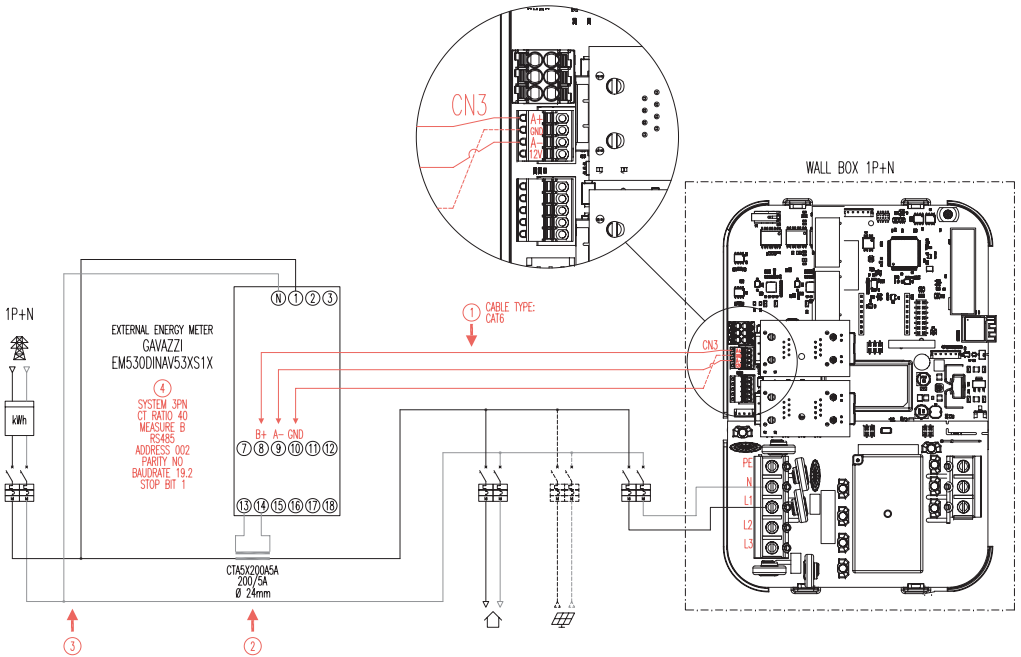 CN3
A+
GND
A-
12V
WALL BOX 1P+N
1P+N
kWh
N 1 2 3
EXTERNAL ENERGY METER
GAVAZZI
EM530DINAV53XS1X
4
SYSTEM 3PN
CT RATIO 40
MEASURE B
RS485
ADDRESS 002
PARITY NO
BAUDRATE 19.2
STOP BIT 1
1 CABLE TYPE:
CAT6
CN3
B+ A- GND
7 8 9 10 11 12
13 14 15 16 17 18
CTA5X200A5A
200/5A
Ø 24mm
PE
N
L1
L2
L3
3
2